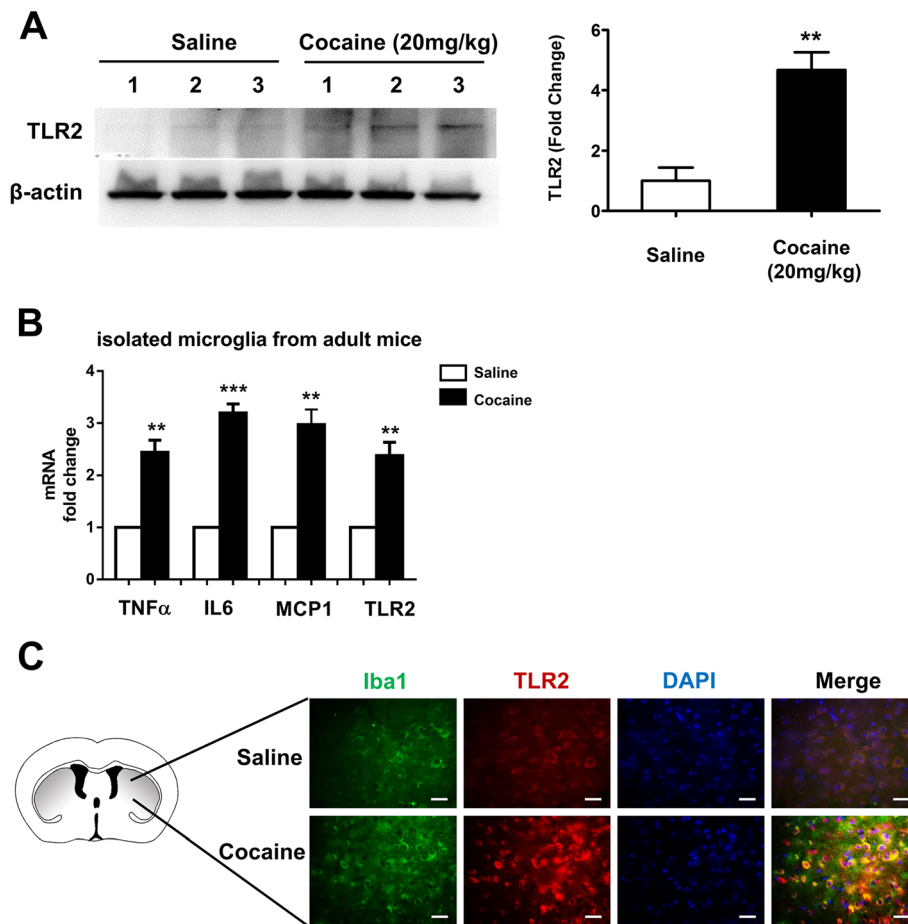 A
Saline Cocaine (20mg/kg)
1 2 3 1 2 3
TLR2
β-actin
TLR2 (Fold Change)
6
4
2
0
**
Saline
Cocaine
(20mg/kg)
B
isolated microglia from adult mice
mRNA
fold change
4
3
2
1
0
** *** ** **
TNFα IL6 MCP1 TLR2
Saline
Cocaine
C
Iba1 TLR2 DAPI Merge
Saline
Cocaine